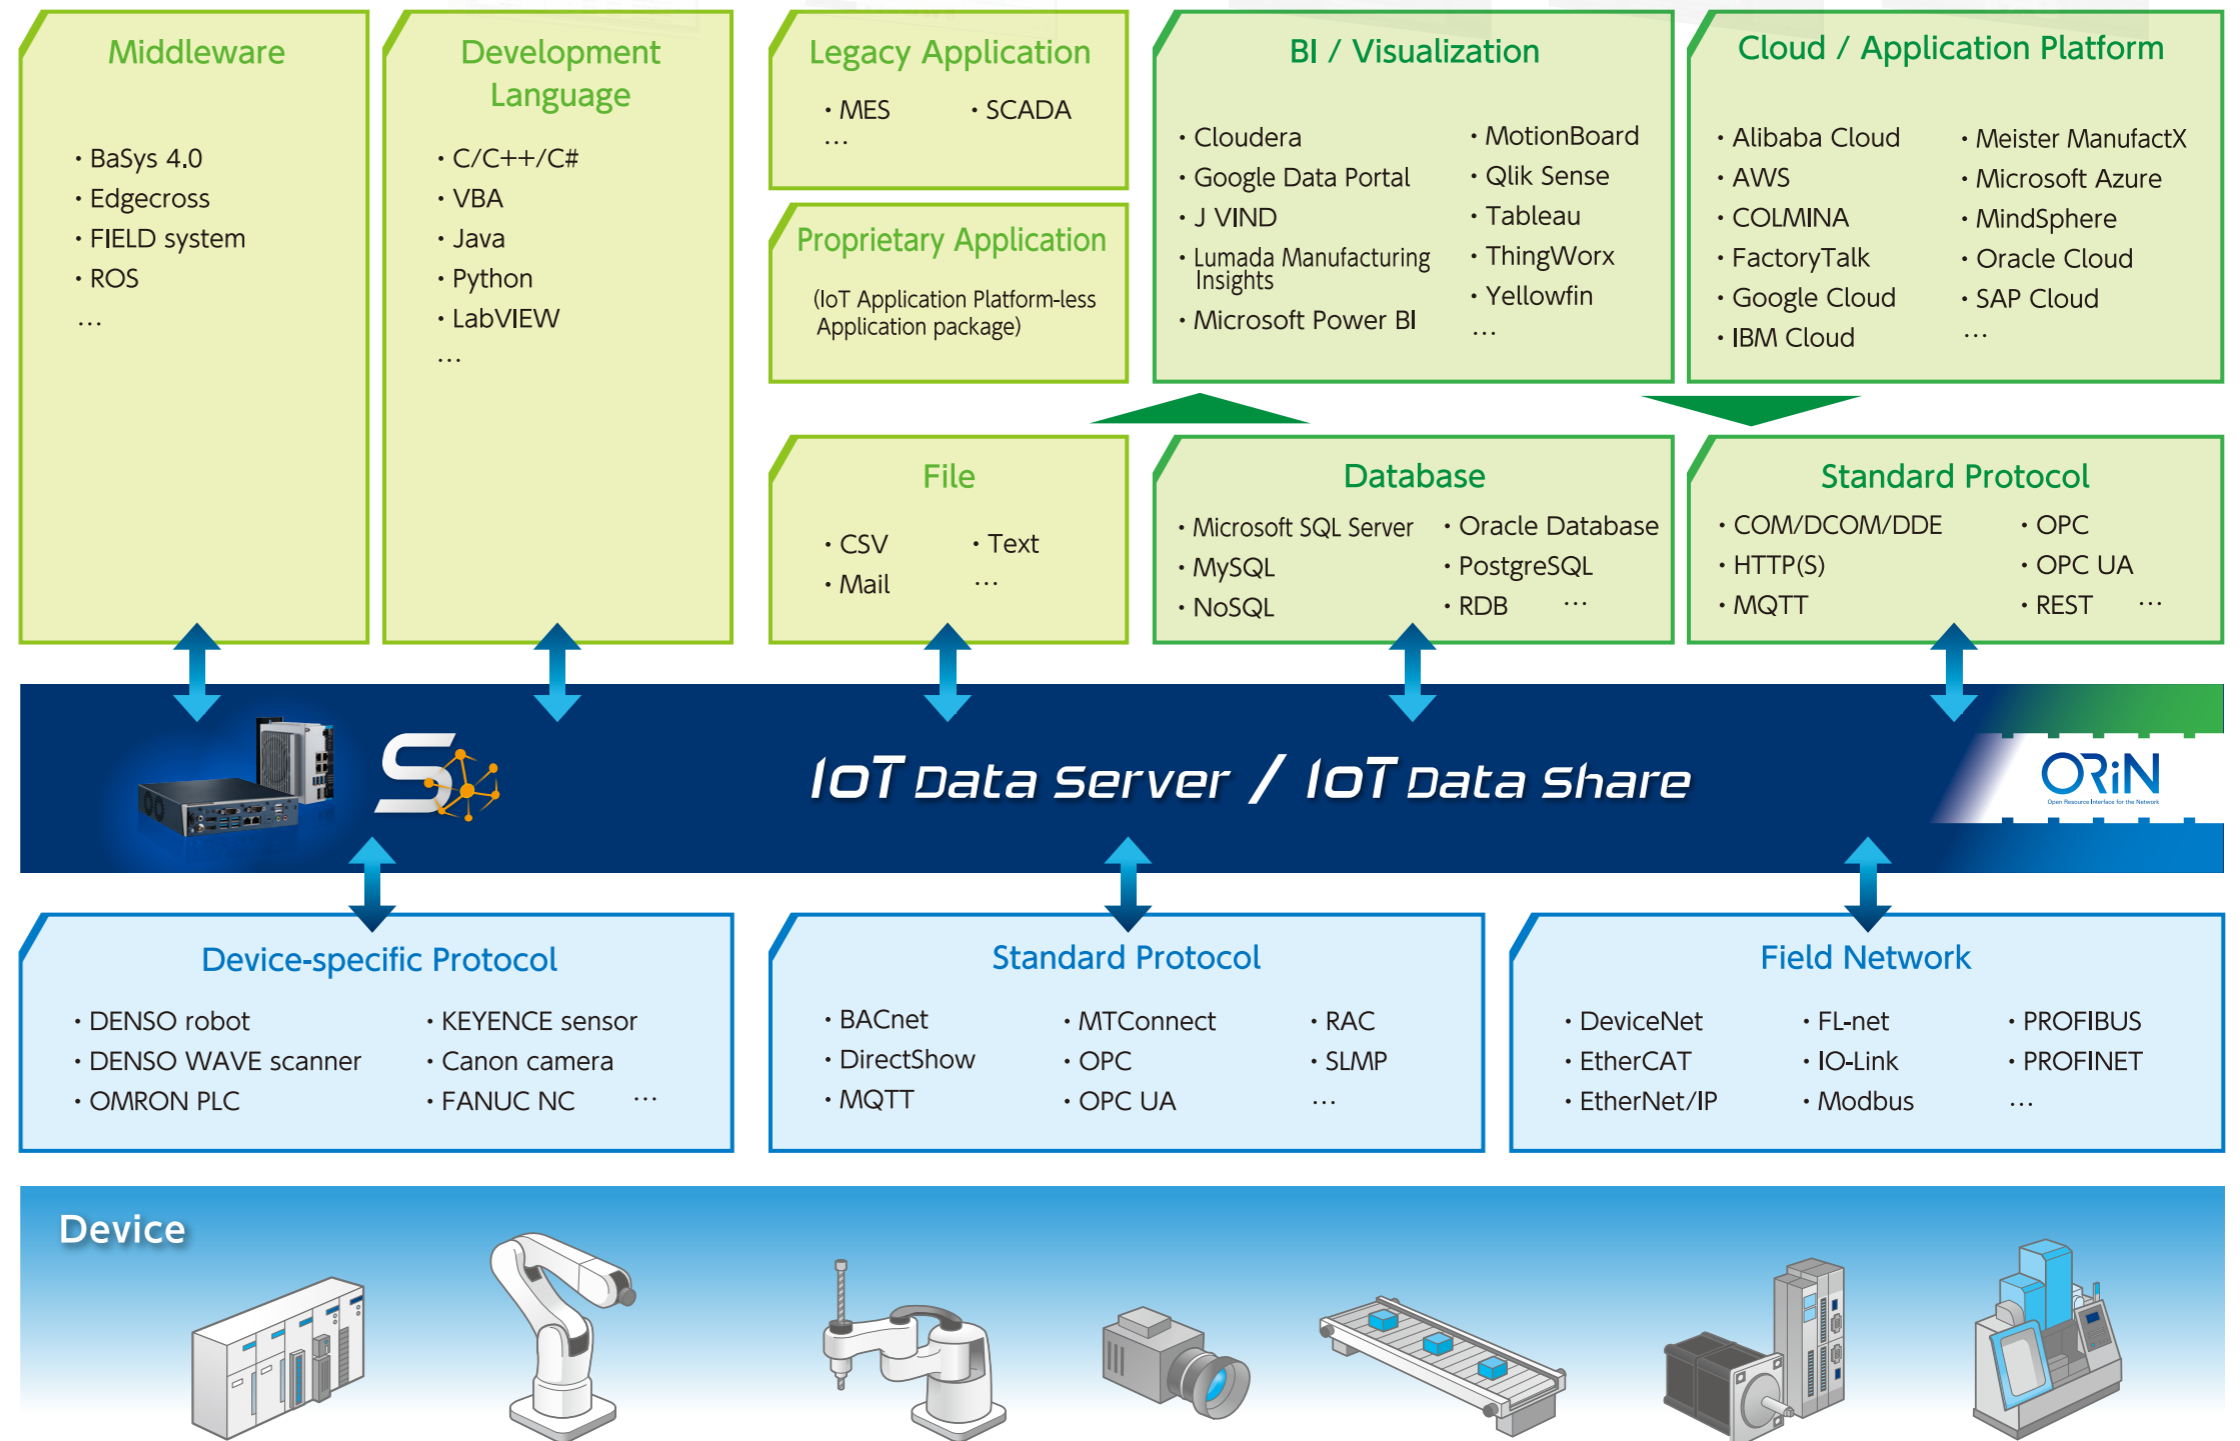 Middleware
・BaSys 4.0
・Edgecross
・FIELD system
・ROS
…
Development
Language
・C/C++/C#
・VBA
・Java
・Python
・LabVIEW
…
Legacy Application
・MES
・SCADA
…
Proprietary Application
(IoT Application Platform-less
Application package)
BI / Visualization
・Cloudera
・Google Data Portal
・J VIND
・Lumada Manufacturing
Insights
・Microsoft Power BI
・MotionBoard
・Qlik Sense
・Tableau
・ThingWorx
・Yellowfin
…
Cloud / Application Platform
・Alibaba Cloud
・AWS
・COLMINA
・FactoryTalk
・Google Cloud
・IBM Cloud
・Meister ManufactX
・Microsoft Azure
・MindSphere
・Oracle Cloud
・SAP Cloud
…
File
・CSV
・Mail
・Text
…
Database
・Microsoft SQL Server
・MySQL
・NoSQL
・Oracle Database
・PostgreSQL
・RDB …
Standard Protocol
・COM/DCOM/DDE
・HTTP(S)
・MQTT
・OPC
・OPC UA
・REST …
S
IoT Data Server / IoT Data Share
ORiN
Open Resource Interface for the Network
Device-specific Protocol
・DENSO robot
・DENSO WAVE scanner
・OMRON PLC
・KEYENCE sensor
・Canon camera
・FANUC NC …
Standard Protocol
・BACnet
・DirectShow
・MQTT
・MTConnect
・OPC
・OPC UA
・RAC
・SLMP
…
Field Network
・DeviceNet
・EtherCAT
・EtherNet/IP
・FL-net
・IO-Link
・Modbus
・PROFIBUS
・PROFINET
…
Device